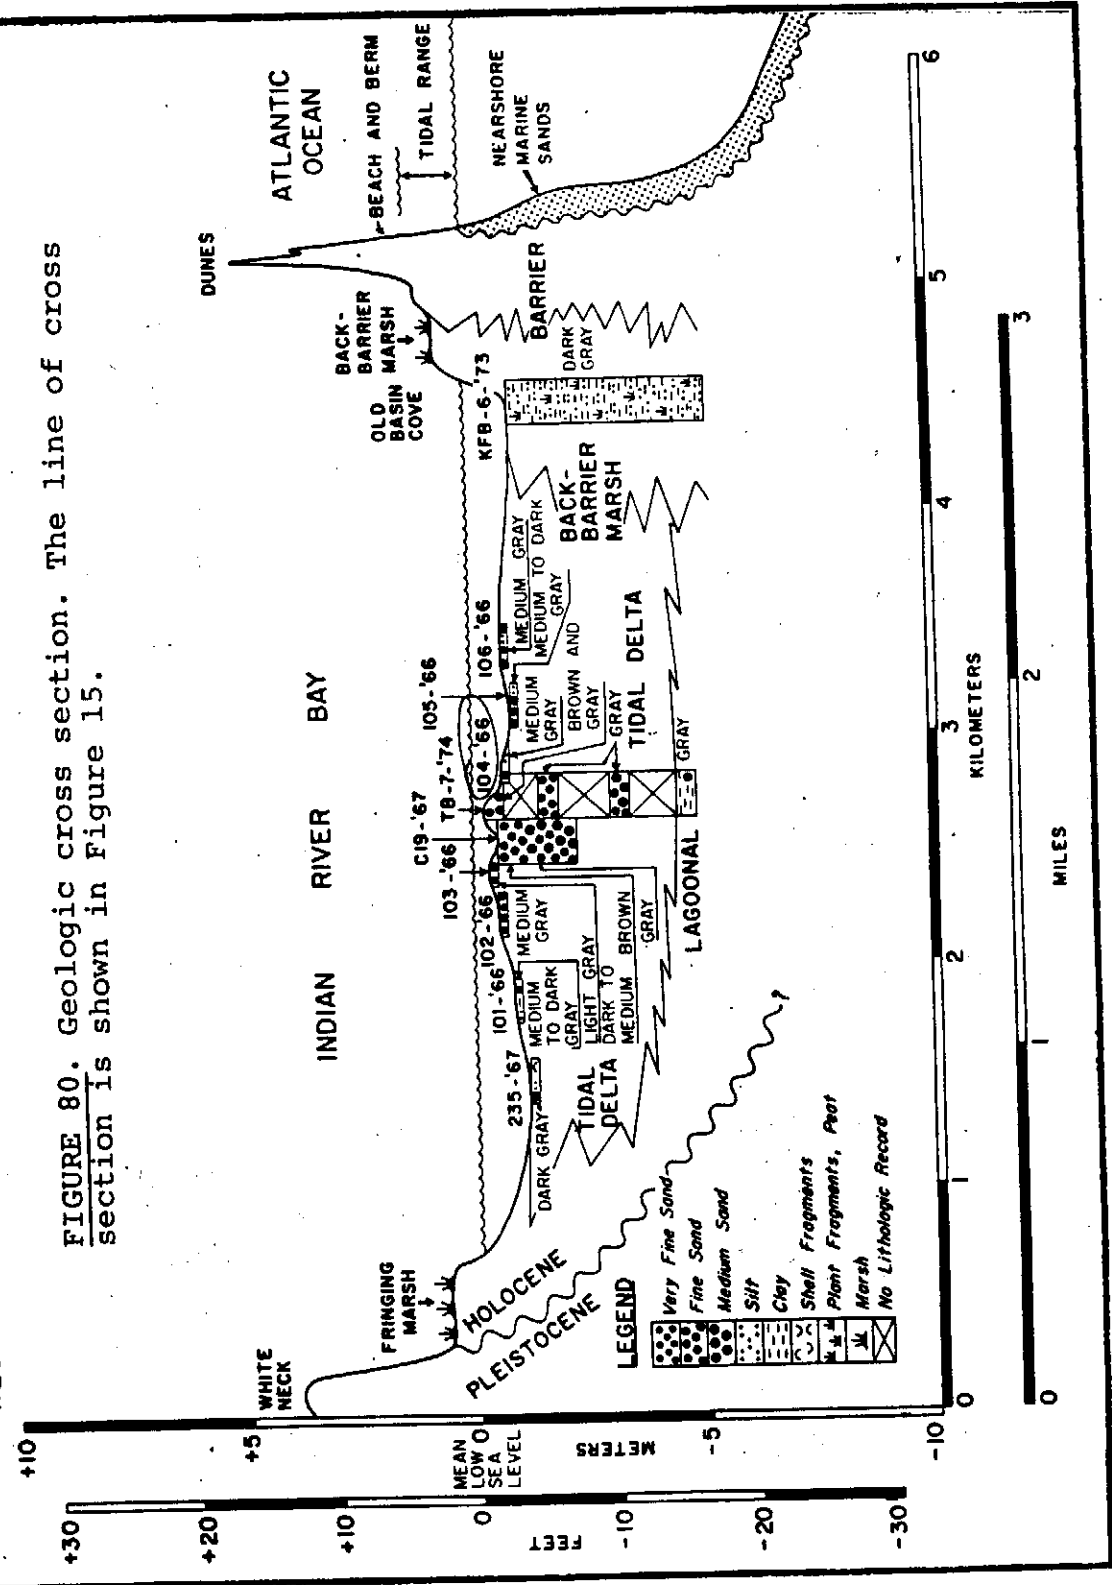 FIGURE 80. Geologic cross section. The line of cross
section is shown in Figure 15.
+30
+20
+10
0
-10
-20
-30
FEET
+10
+5
0
-5
-10
METERS
MEAN
LOW
SEA
LEVEL
WHITE
NECK
FRINGING
MARSH
HOLOCENE
PLEISTOCENE
INDIAN RIVER BAY
OLD
BASIN
COVE
BACK-
BARRIER
MARSH
DUNES
ATLANTIC
OCEAN
BEACH AND BERM
TIDAL RANGE
NEARSHORE
MARINE
SANDS
235-'67
101-'66
102-'66
103-'66
C19-'67
TB-7-'74
104-'66
105-'66
106-'66
KFB-6-'73
DARK GRAY
TIDAL
DELTA
MEDIUM
TO DARK
GRAY
MEDIUM
GRAY
LIGHT GRAY
DARK TO
MEDIUM
BROWN
GRAY
MEDIUM
GRAY
BROWN AND
GRAY
GRAY
MEDIUM GRAY
MEDIUM TO DARK
GRAY
TIDAL DELTA
GRAY
LAGOONAL
BACK-
BARRIER
MARSH
DARK
GRAY
BARRIER
?
LEGEND
Very Fine Sand
Fine Sand
Medium Sand
Silt
Clay
Shell Fragments
Plant Fragments, Peat
Marsh
No Lithologic Record
0 1 2 3 4 5 6
KILOMETERS
0 1 2 3
MILES